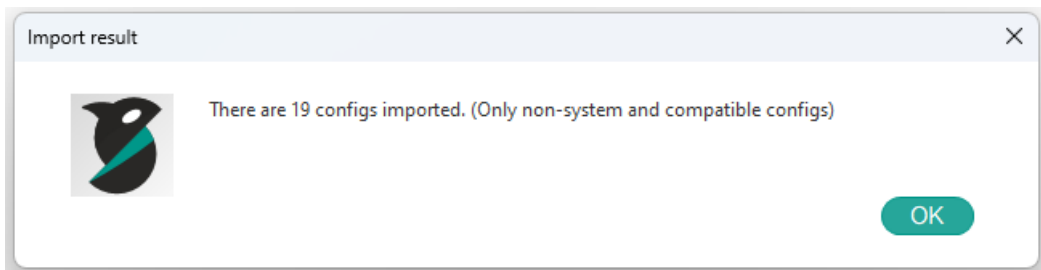 Import result
There are 19 configs imported. (Only non-system and compatible configs)
OK